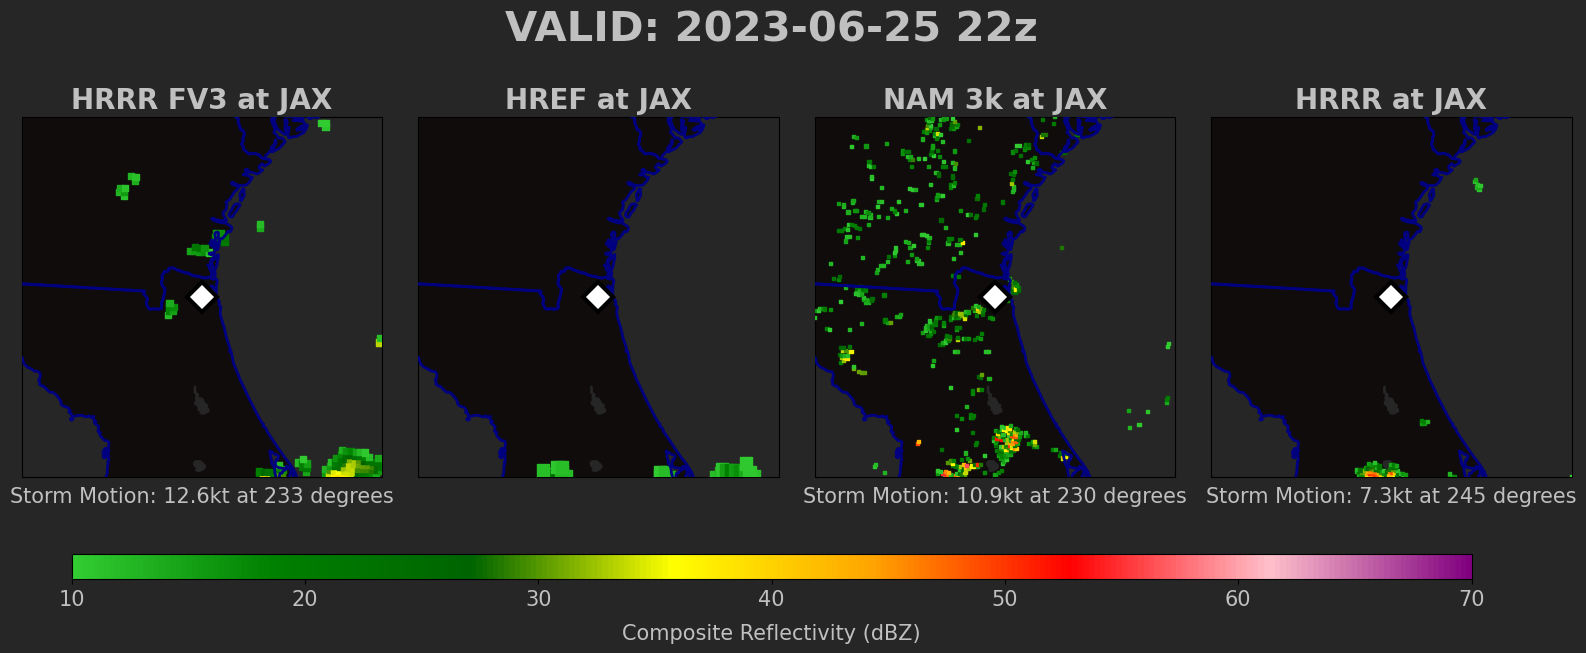 VALID: 2023-06-25 22z
HRRR FV3 at JAX
HREF at JAX
NAM 3k at JAX
HRRR at JAX
Storm Motion: 12.6kt at 233 degrees
Storm Motion: 10.9kt at 230 degrees
Storm Motion: 7.3kt at 245 degrees
10 20 30 40 50 60 70
Composite Reflectivity (dBZ)